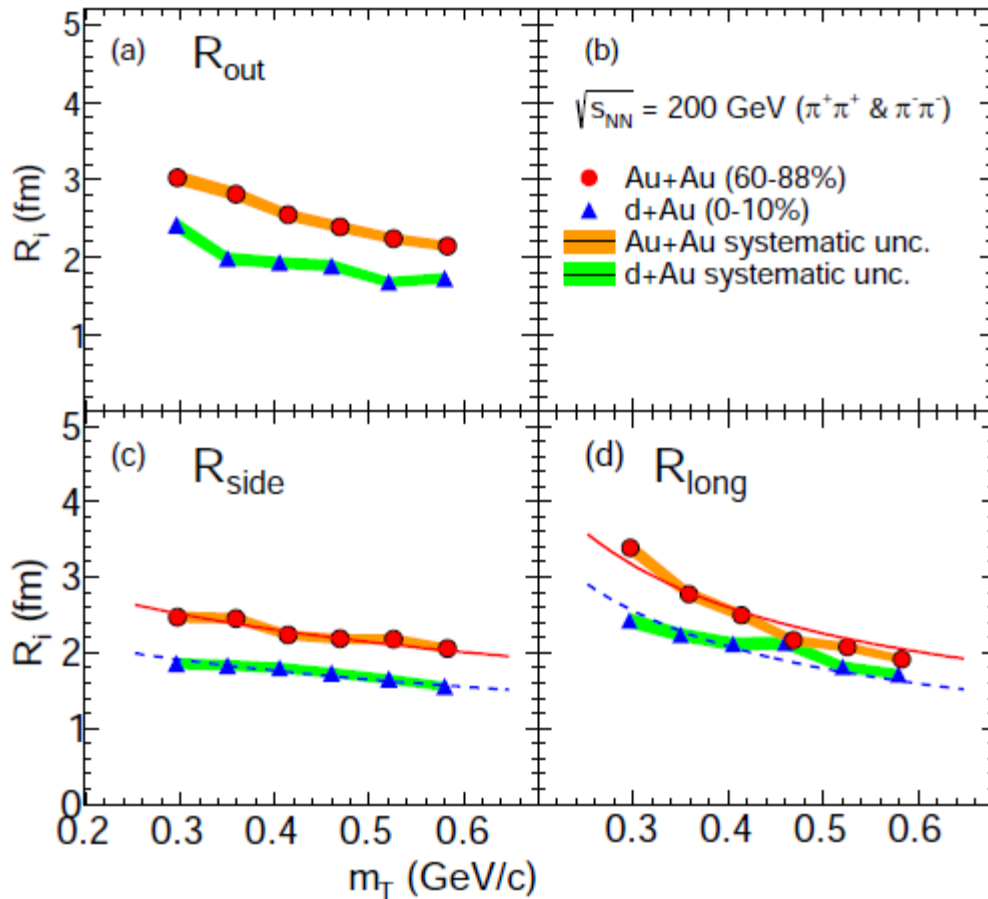 (a) R_out
(b)
√s_NN = 200 GeV (π⁺π⁺ & π⁻π⁻)
Au+Au (60-88%)
d+Au (0-10%)
Au+Au systematic unc.
d+Au systematic unc.
5
4
3
2
1
R_i (fm)
(c) R_side
(d) R_long
5
4
3
2
1
0
R_i (fm)
0.2 0.3 0.4 0.5 0.6 0.3 0.4 0.5 0.6
m_T (GeV/c)